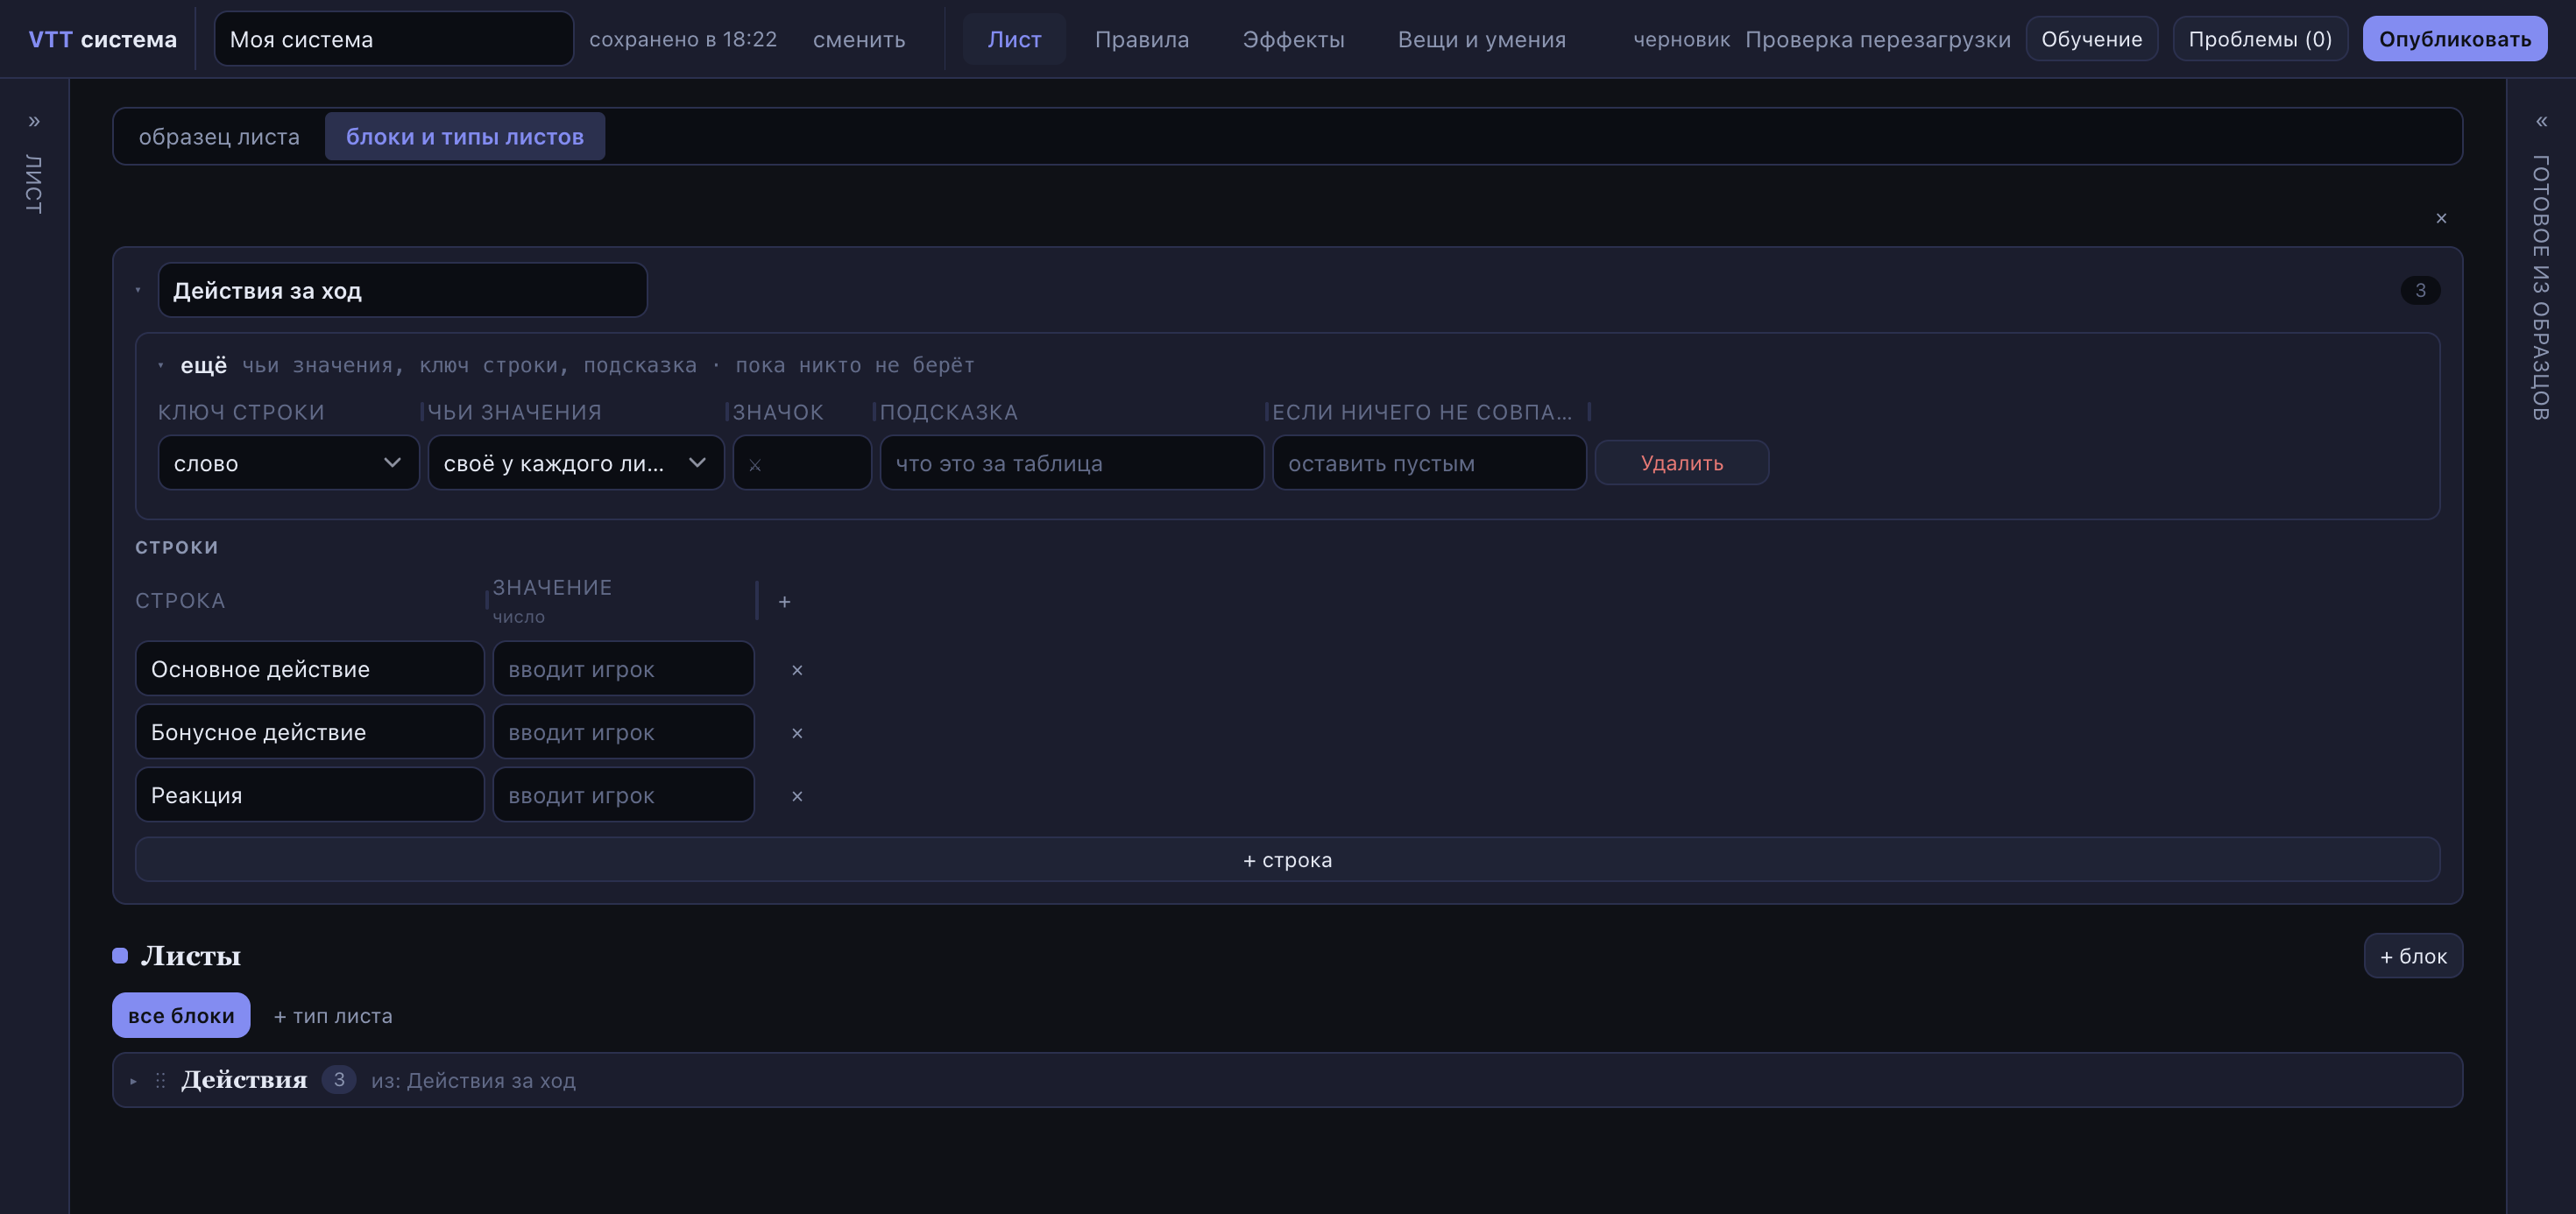 VTT система
Моя система
сохранено в 18:22
сменить
Лист
Правила
Эффекты
Вещи и умения
черновик
Проверка перезагрузки
Обучение
Проблемы (0)
Опубликовать
»
ЛИСТ
образец листа
блоки и типы листов
«
ГОТОВОЕ ИЗ ОБРАЗЦОВ
×
Действия за ход
3
ещё чьи значения, ключ строки, подсказка · пока никто не берёт
КЛЮЧ СТРОКИ
ЧЬИ ЗНАЧЕНИЯ
ЗНАЧОК
ПОДСКАЗКА
ЕСЛИ НИЧЕГО НЕ СОВПА...
слово
своё у каждого ли...
⚔
что это за таблица
оставить пустым
Удалить
СТРОКИ
СТРОКА
ЗНАЧЕНИЕ
число
+
Основное действие
вводит игрок
×
Бонусное действие
вводит игрок
×
Реакция
вводит игрок
×
+ строка
Листы
+ блок
все блоки
+ тип листа
Действия 3 из: Действия за ход